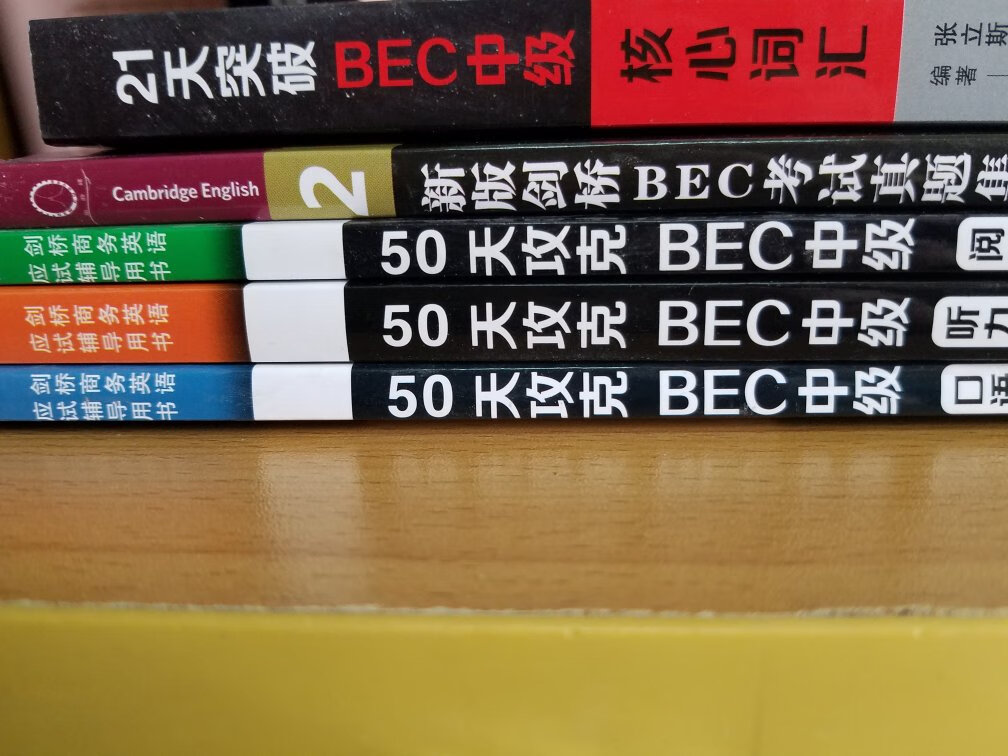 21天突破 BEC中级 核心词汇 张立斯 编著
Cambridge English 2 新版剑桥BEC考试真题集
剑桥商务英语
应试辅导用书
50天攻克 BEC中级 阅
剑桥商务英语
应试辅导用书
50天攻克 BEC中级 听力
剑桥商务英语
应试辅导用书
50天攻克 BEC中级 口语